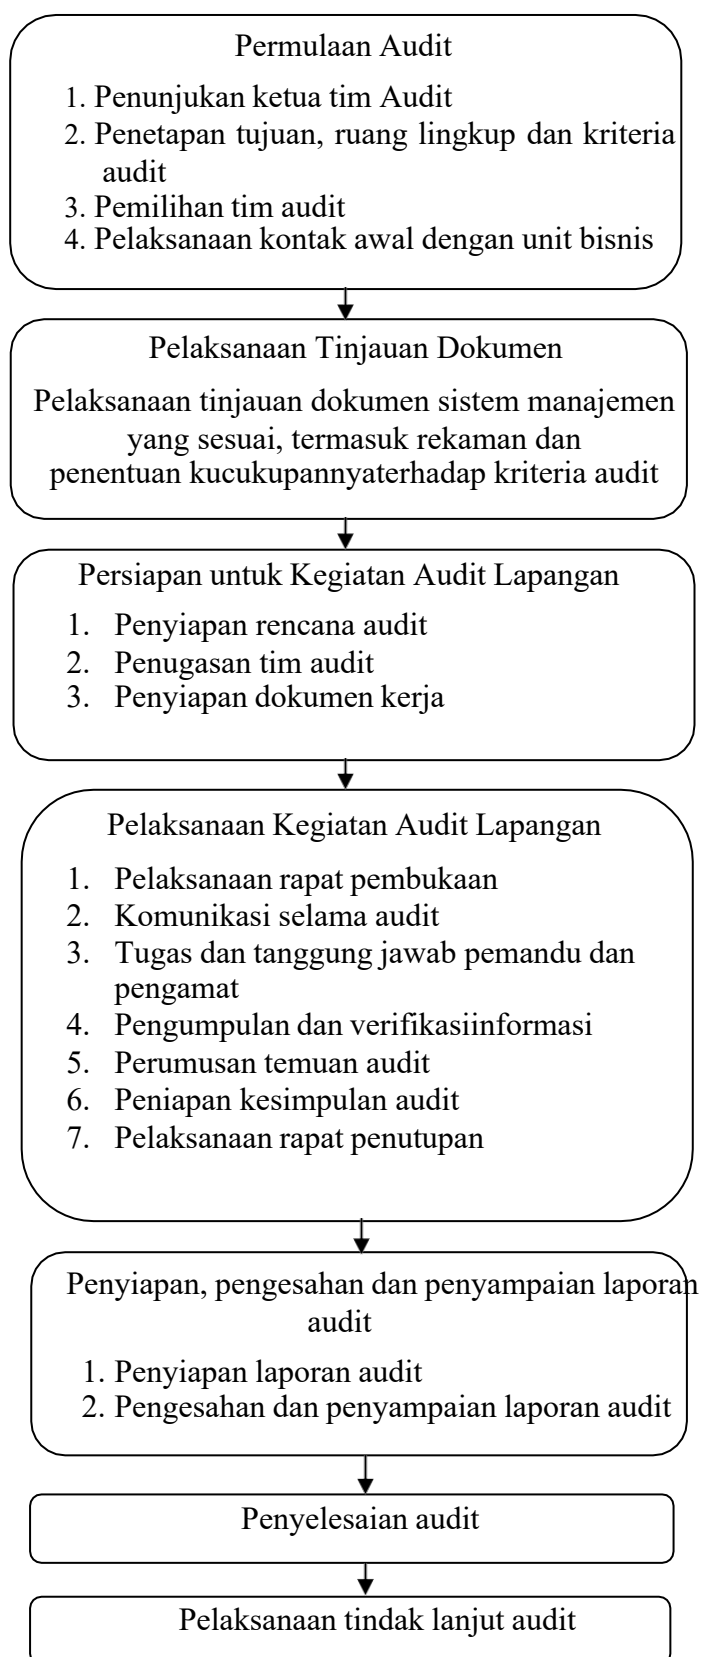 Permulaan Audit
1. Penunjukan ketua tim Audit
2. Penetapan tujuan, ruang lingkup dan kriteria
audit
3. Pemilihan tim audit
4. Pelaksanaan kontak awal dengan unit bisnis
Pelaksanaan Tinjauan Dokumen
Pelaksanaan tinjauan dokumen sistem manajemen
yang sesuai, termasuk rekaman dan
penentuan kucukupannyaterhadap kriteria audit
Persiapan untuk Kegiatan Audit Lapangan
1. Penyiapan rencana audit
2. Penugasan tim audit
3. Penyiapan dokumen kerja
Pelaksanaan Kegiatan Audit Lapangan
1. Pelaksanaan rapat pembukaan
2. Komunikasi selama audit
3. Tugas dan tanggung jawab pemandu dan
pengamat
4. Pengumpulan dan verifikasiinformasi
5. Perumusan temuan audit
6. Peniapan kesimpulan audit
7. Pelaksanaan rapat penutupan
Penyiapan, pengesahan dan penyampaian laporan
audit
1. Penyiapan laporan audit
2. Pengesahan dan penyampaian laporan audit
Penyelesaian audit
Pelaksanaan tindak lanjut audit